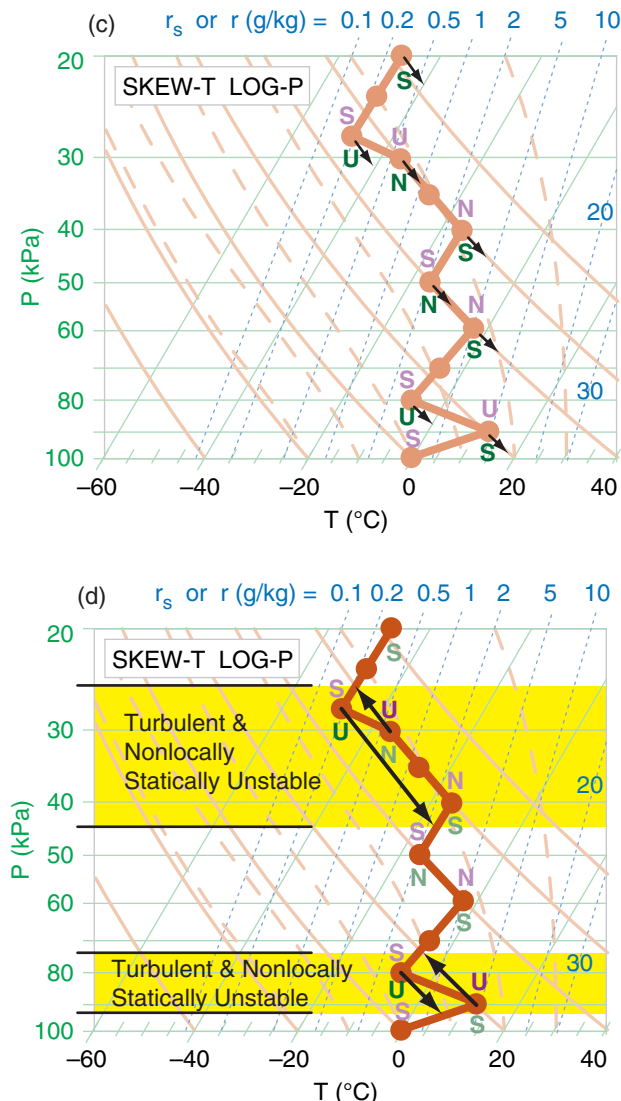 (c) r_s or r (g/kg) = 0.1 0.2 0.5 1 2 5 10
20
SKEW-T LOG-P
S
S
U
U
30
N
20
N
40
S
S
P (kPa)
50
N
N
60
S
S
30
80
U
U
S
S
100
−60 −40 −20 0 20 40
T (°C)
(d) r_s or r (g/kg) = 0.1 0.2 0.5 1 2 5 10
20
SKEW-T LOG-P
S
S
U
Turbulent &
30
U
N
Nonlocally
Statically Unstable
N
20
40
S
S
P (kPa)
50
N
N
60
S
S
30
Turbulent & Nonlocally
80
U
U
Statically Unstable
S
S
100
−60 −40 −20 0 20 40
T (°C)